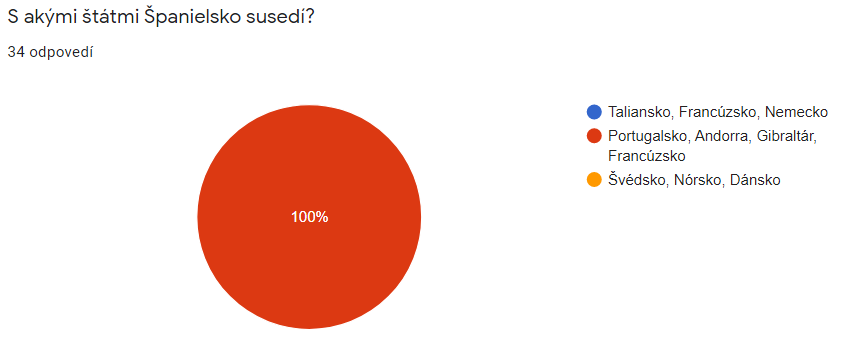 S akými štátmi Španielsko susedí?
34 odpovedí
100%
Taliansko, Francúzsko, Nemecko
Portugalsko, Andorra, Gibraltár,
Francúzsko
Švédsko, Nórsko, Dánsko